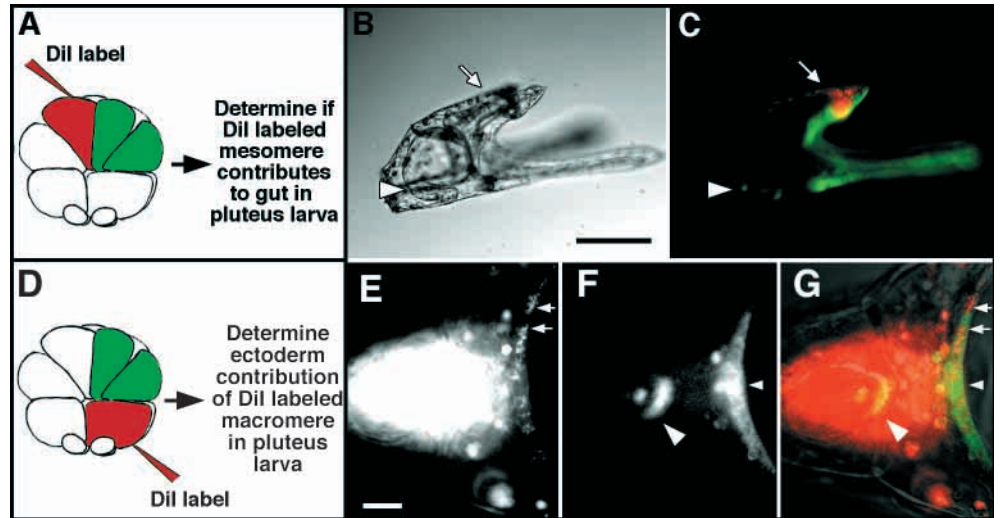 A
DiI label
Determine if
DiI labeled
mesomere
contributes
to gut in
pluteus larva
B
C
D
Determine
ectoderm
contribution
of DiI labeled
macromere
in pluteus
larva
DiI label
E
F
G